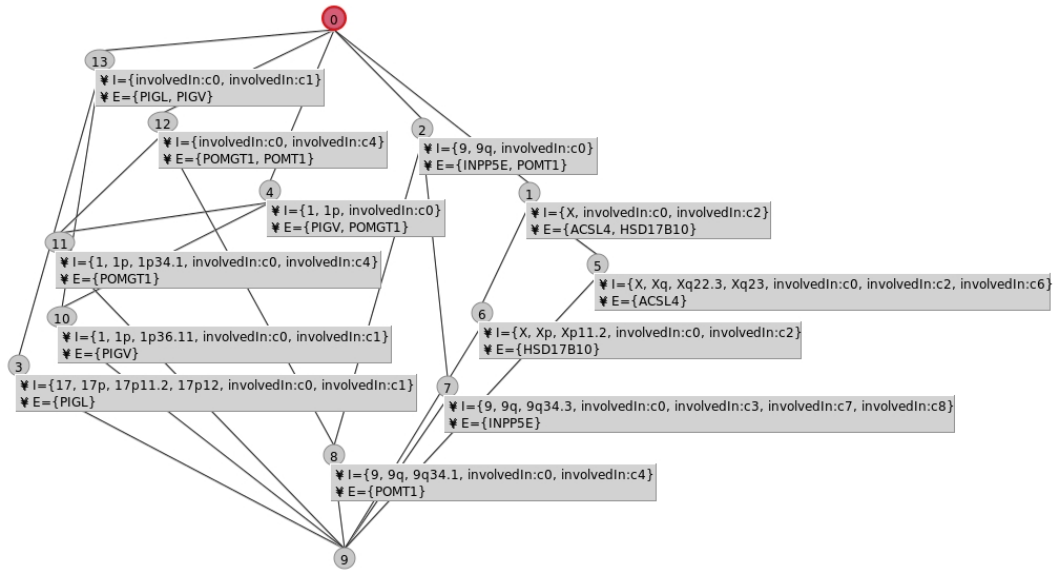 0
13
¥ I={involvedIn:c0, involvedIn:c1}
¥ E={PIGL, PIGV}
12
¥ I={involvedIn:c0, involvedIn:c4}
¥ E={POMGT1, POMT1}
2
¥ I={9, 9q, involvedIn:c0}
¥ E={INPP5E, POMT1}
4
¥ I={1, 1p, involvedIn:c0}
¥ E={PIGV, POMGT1}
1
¥ I={X, involvedIn:c0, involvedIn:c2}
¥ E={ACSL4, HSD17B10}
11
¥ I={1, 1p, 1p34.1, involvedIn:c0, involvedIn:c4}
¥ E={POMGT1}
5
¥ I={X, Xq, Xq22.3, Xq23, involvedIn:c0, involvedIn:c2, involvedIn:c6}
¥ E={ACSL4}
10
¥ I={1, 1p, 1p36.11, involvedIn:c0, involvedIn:c1}
¥ E={PIGV}
6
¥ I={X, Xp, Xp11.2, involvedIn:c0, involvedIn:c2}
¥ E={HSD17B10}
3
¥ I={17, 17p, 17p11.2, 17p12, involvedIn:c0, involvedIn:c1}
¥ E={PIGL}
7
¥ I={9, 9q, 9q34.3, involvedIn:c0, involvedIn:c3, involvedIn:c7, involvedIn:c8}
¥ E={INPP5E}
8
¥ I={9, 9q, 9q34.1, involvedIn:c0, involvedIn:c4}
¥ E={POMT1}
9